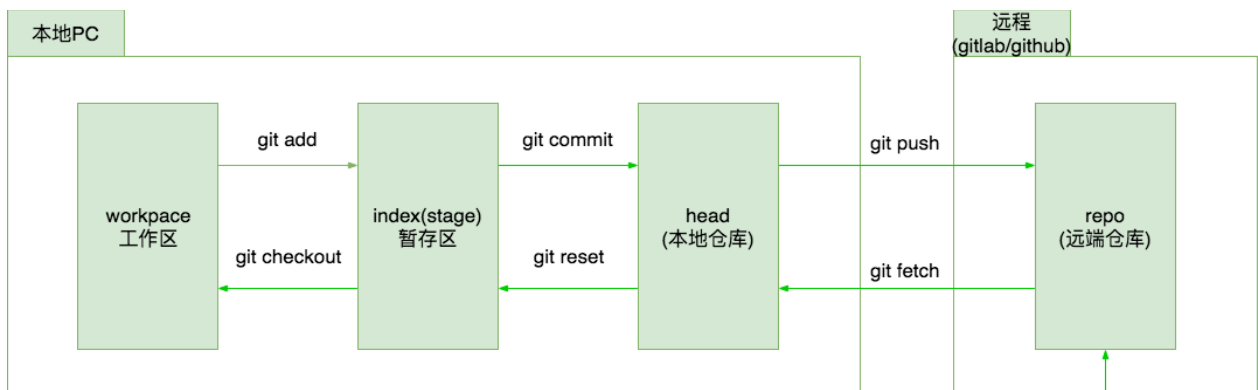 本地PC
远程
(gitlab/github)
git add
git commit
git push
workpace
工作区
index(stage)
暂存区
head
(本地仓库)
repo
(远端仓库)
git checkout
git reset
git fetch